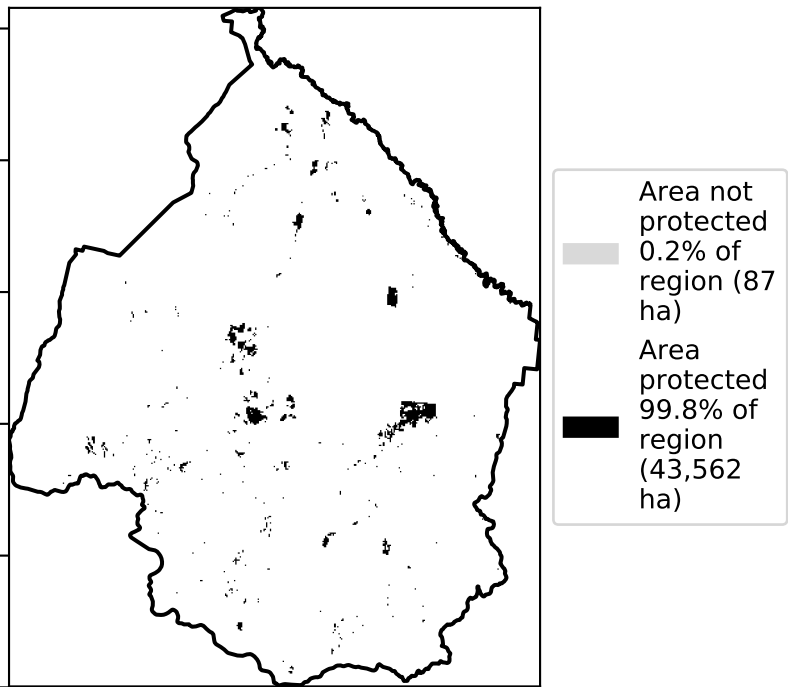 Area not
protected
0.2% of
region (87
ha)
Area
protected
99.8% of
region
(43,562
ha)